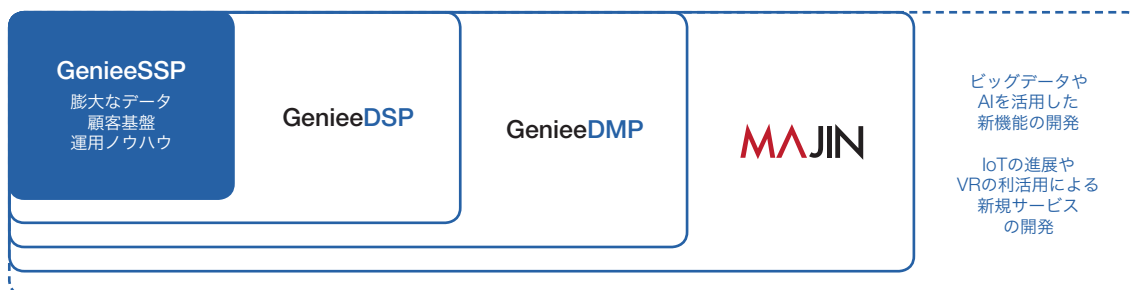 GenieeSSP
膨大なデータ
顧客基盤
運用ノウハウ
GenieeDSP
GenieeDMP
MAJIN
ビッグデータや
AIを活用した
新機能の開発
IoTの進展や
VRの利活用による
新規サービス
の開発